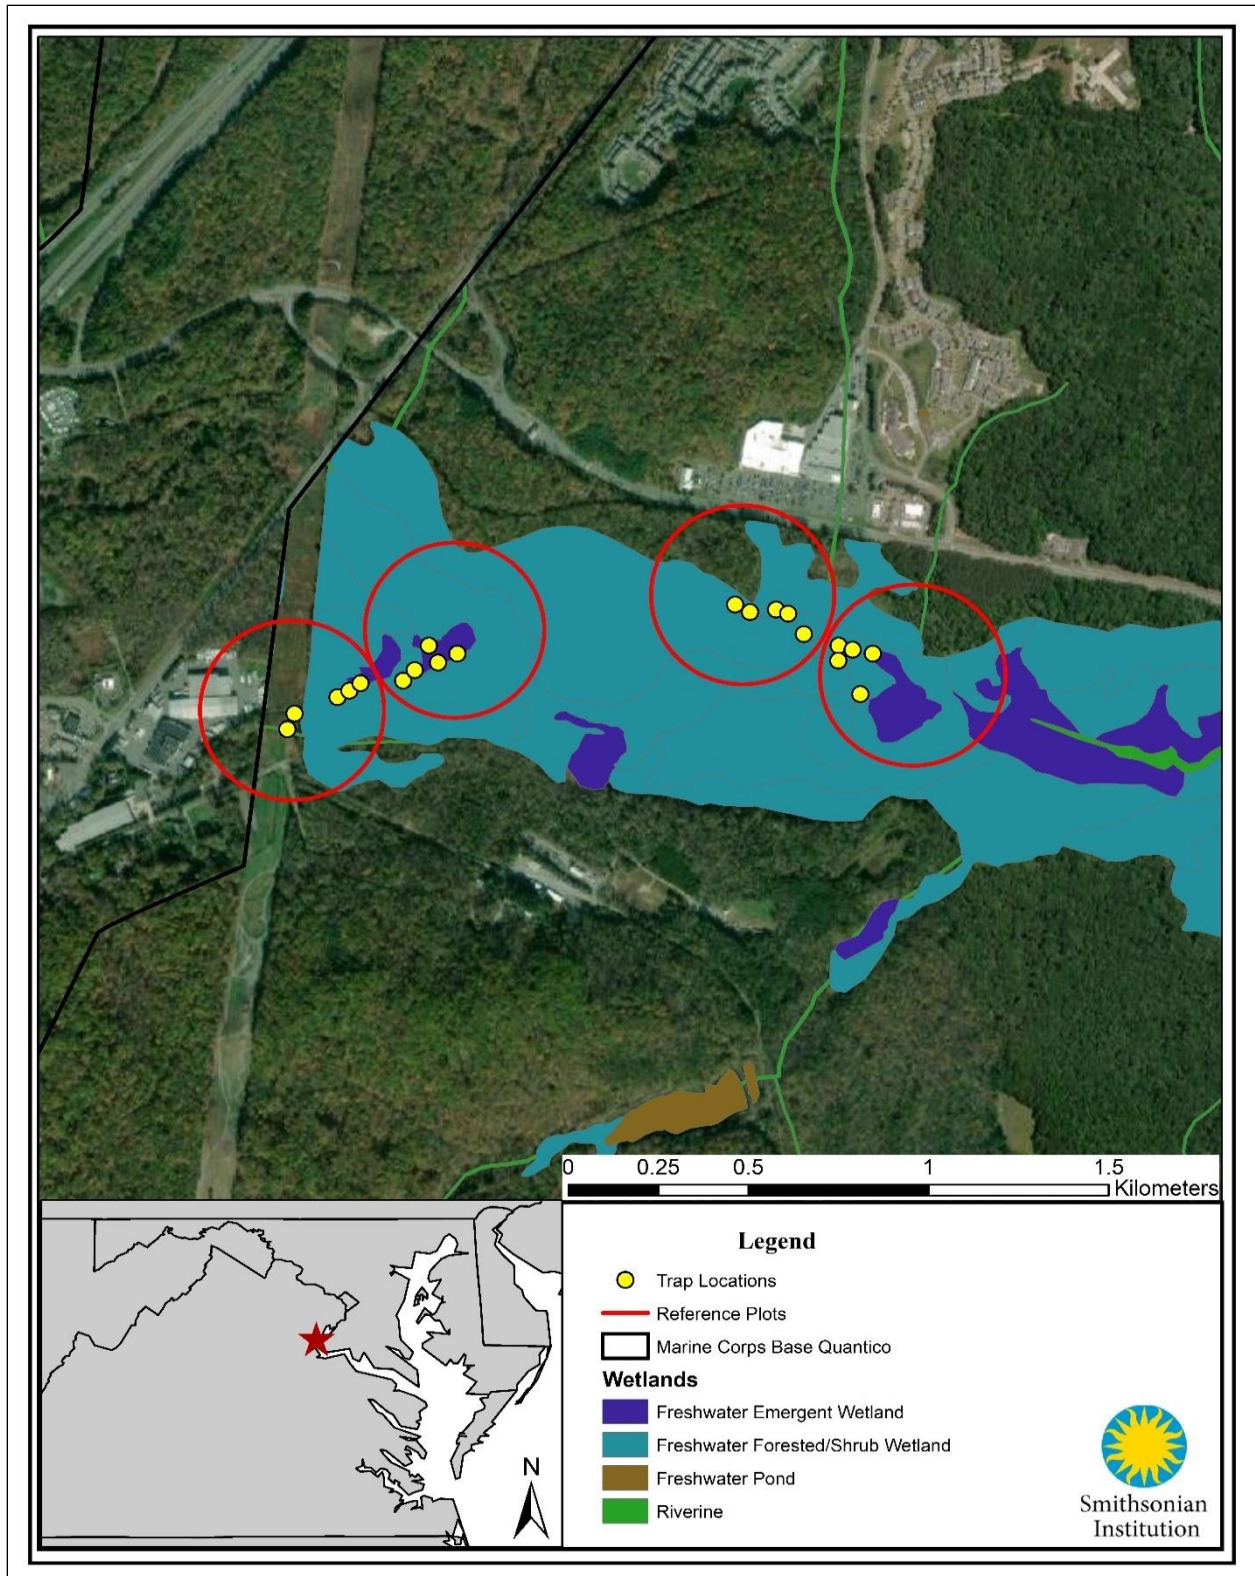 0 0.25 0.5 1 1.5
Kilometers
Legend
Trap Locations
Reference Plots
Marine Corps Base Quantico
Wetlands
Freshwater Emergent Wetland
Freshwater Forested/Shrub Wetland
Freshwater Pond
Riverine
N
Smithsonian
Institution